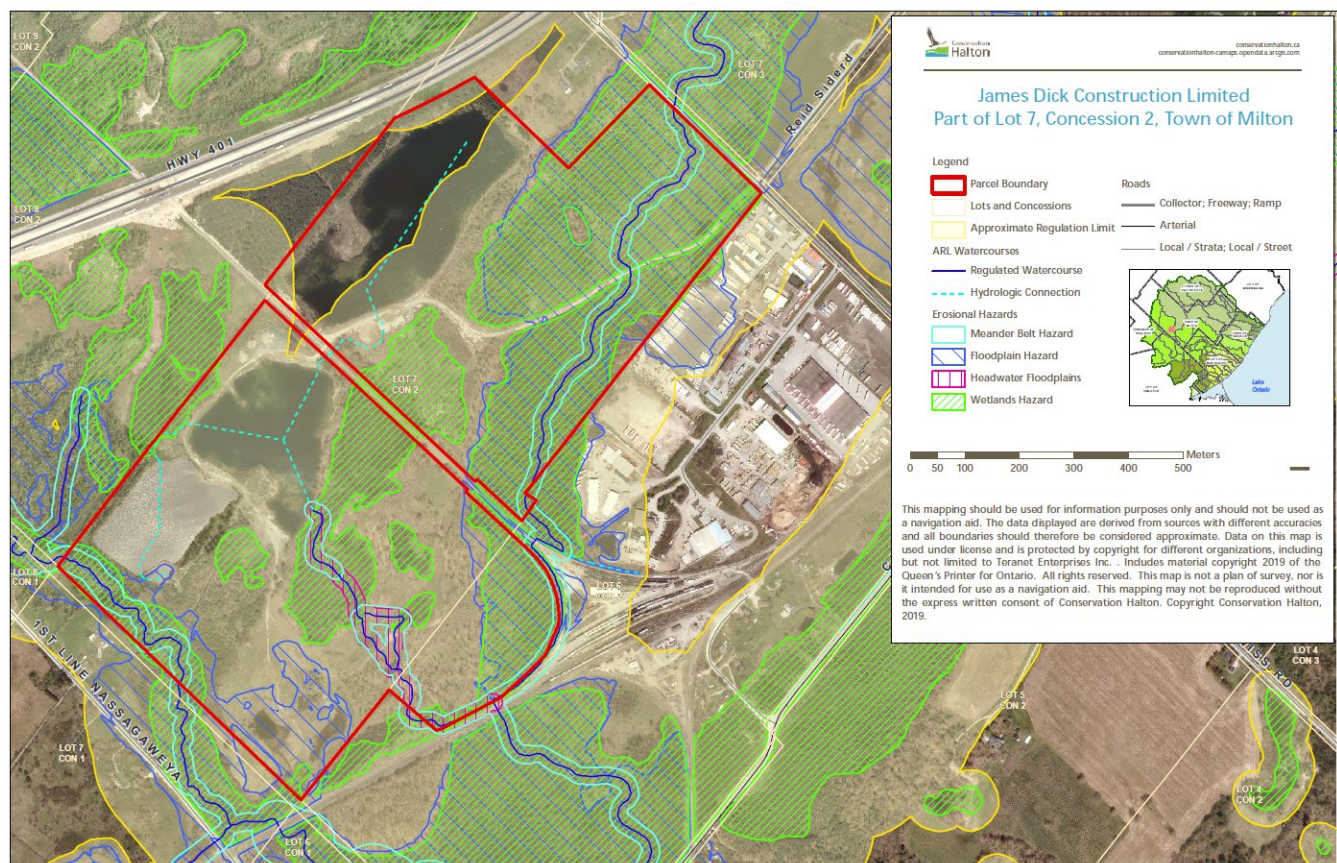 Conservation
Halton
conservationhalton.ca
conservationhalton-camaps.opendata.arcgis.com
James Dick Construction Limited
Part of Lot 7, Concession 2, Town of Milton
Legend
Parcel Boundary
Lots and Concessions
Approximate Regulation Limit
ARL Watercourses
Regulated Watercourse
Hydrologic Connection
Erosional Hazards
Meander Belt Hazard
Floodplain Hazard
Headwater Floodplains
Wetlands Hazard
Roads
Collector; Freeway; Ramp
Arterial
Local / Strata; Local / Street
Lake
Ontario
0 50 100 200 300 400 500 Meters
This mapping should be used for information purposes only and should not be used as
a navigation aid. The data displayed are derived from sources with different accuracies
and all boundaries should therefore be considered approximate. Data on this map is
used under license and is protected by copyright for different organizations, including
but not limited to Teranet Enterprises Inc. . Includes material copyright 2019 of the
Queen's Printer for Ontario. All rights reserved. This map is not a plan of survey, nor is
it intended for use as a navigation aid. This mapping may not be reproduced without
the express written consent of Conservation Halton. Copyright Conservation Halton,
2019.
LOT 9
CON 2
LOT 7
CON 3
Reid Siderd
HWY 401
LOT 8
CON 2
LOT 7
CON 2
LOT 8
CON 1
LOT 6
1ST LINE NASSAGAWEYA
LOT 7
CON 1
LOT 6
CON 1
LOT 5
CON 2
LOT 4
CON 3
ISS RD
LOT 4
CON 2